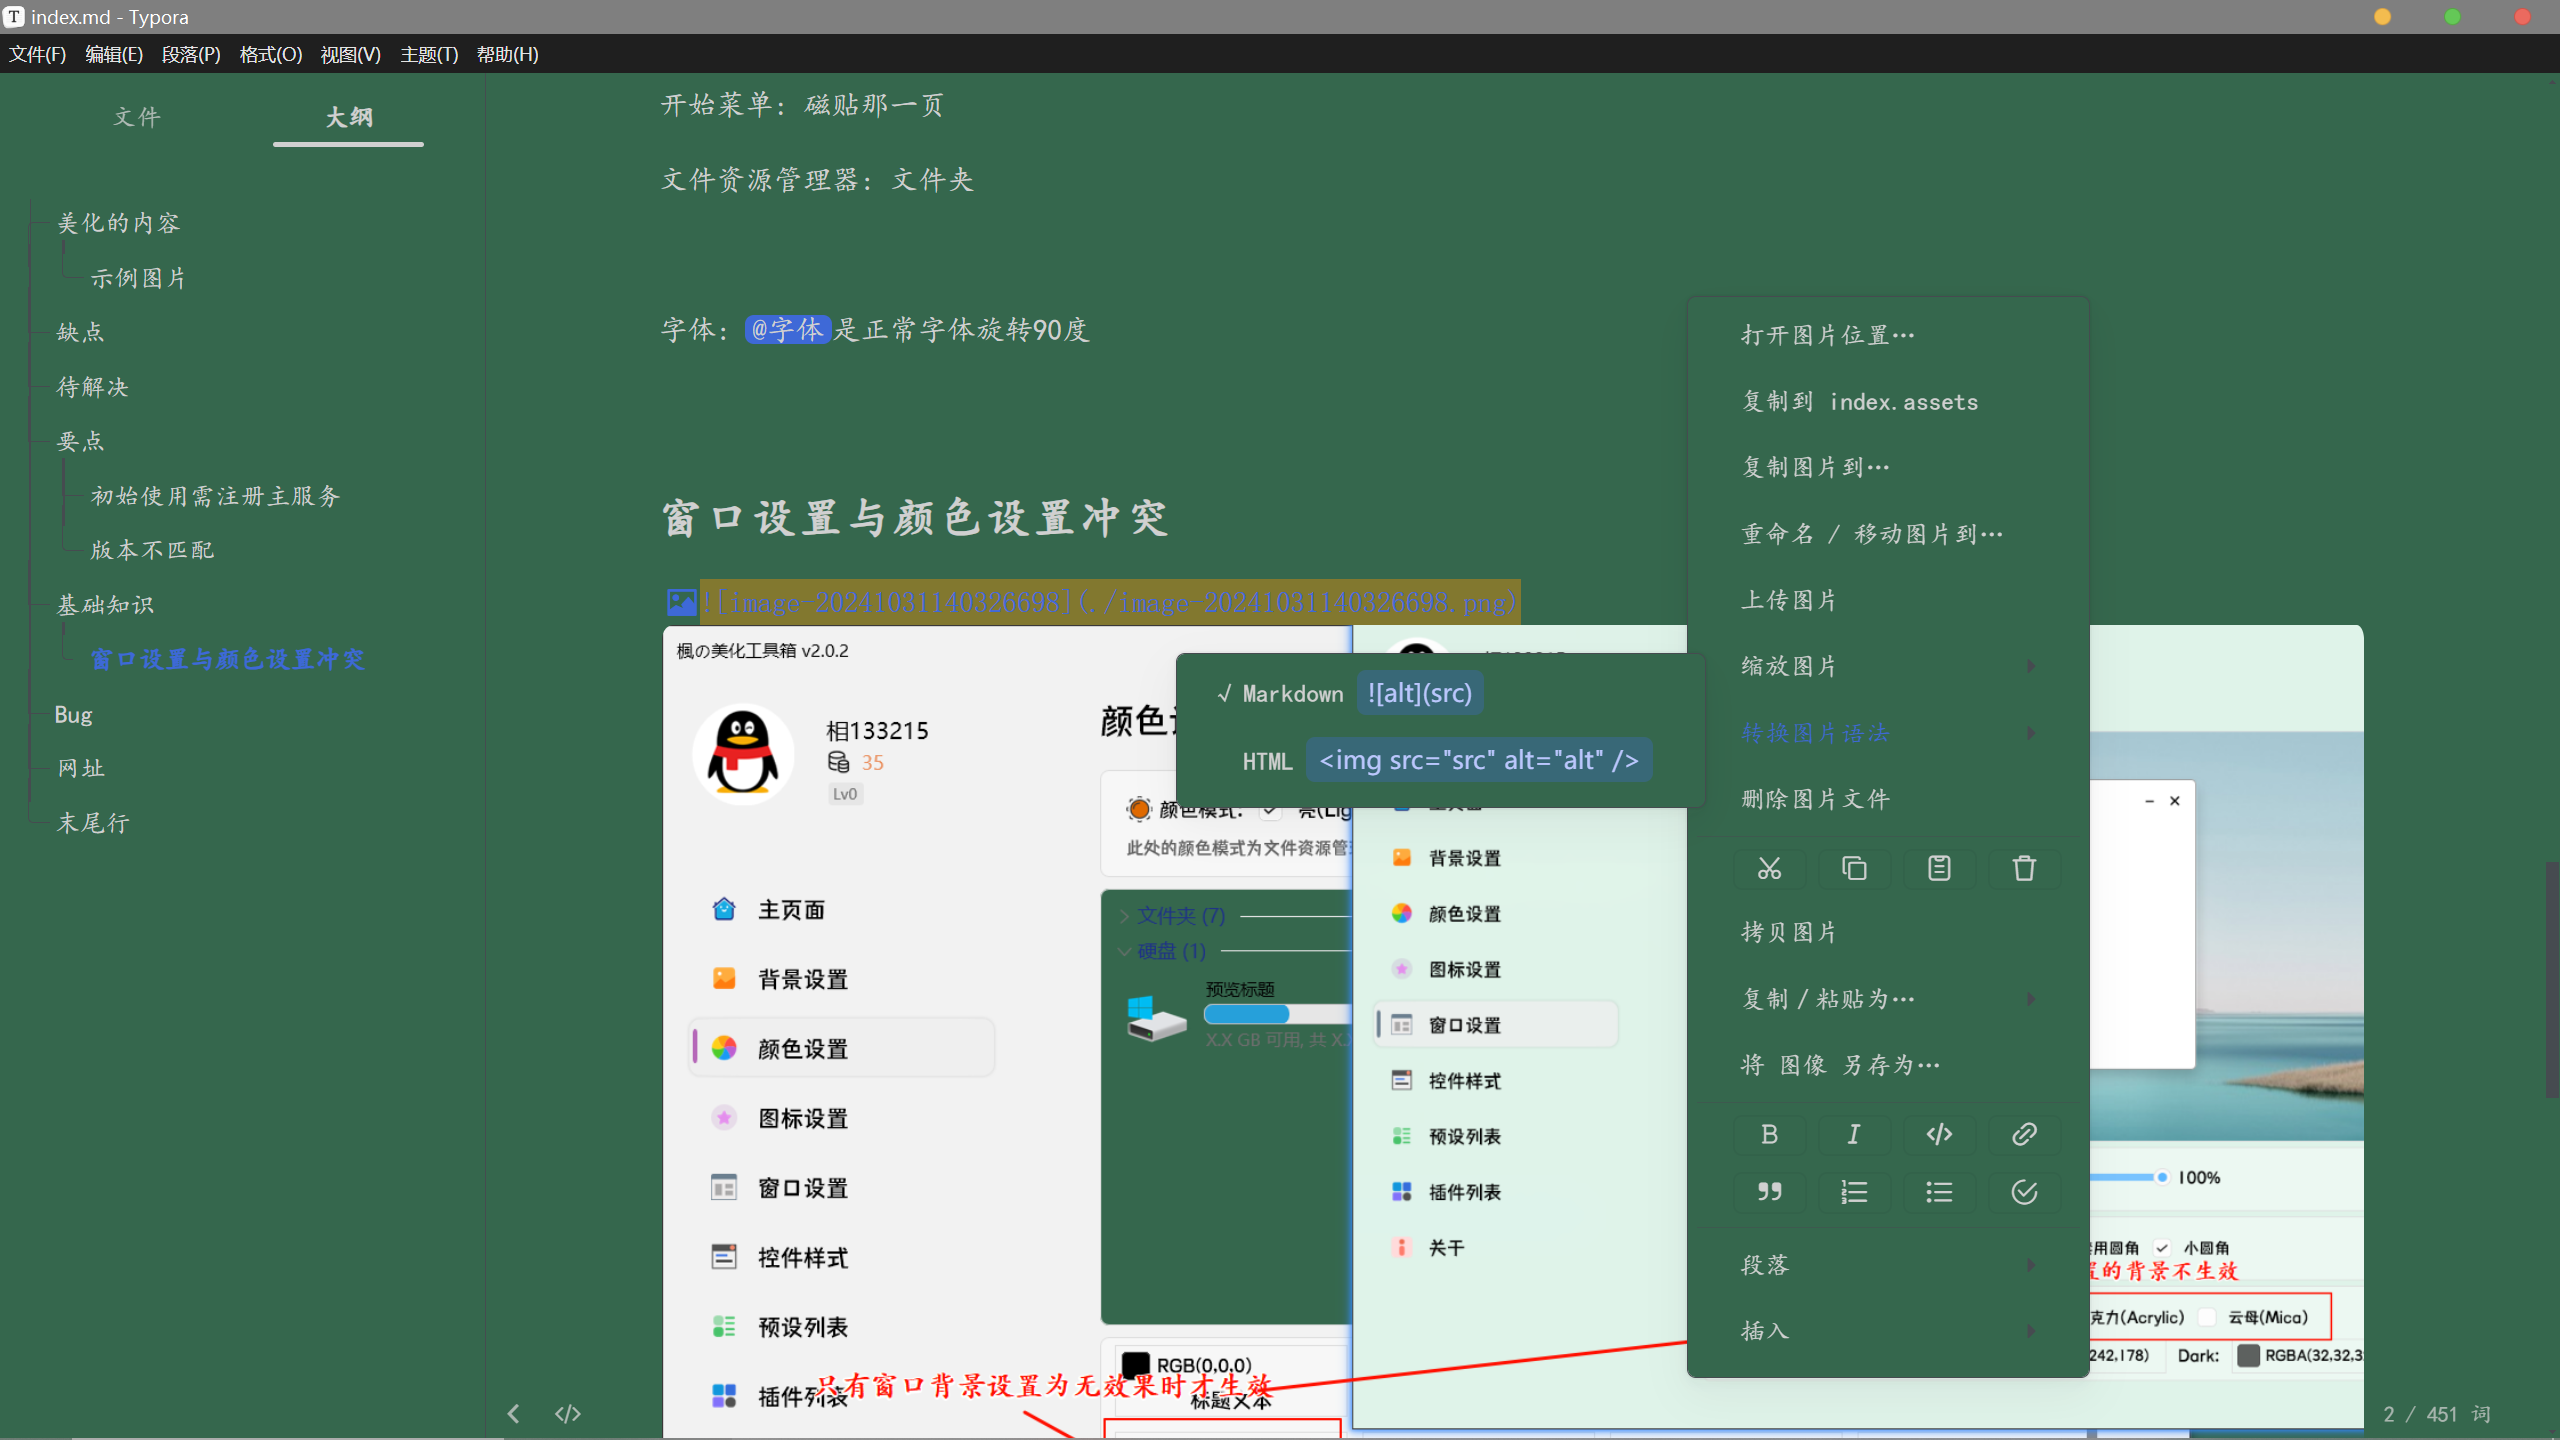 index.md - Typora
文件(F) 编辑(E) 段落(P) 格式(O) 视图(V) 主题(T) 帮助(H)
文件 大纲
美化的内容
示例图片
缺点
待解决
要点
初始使用需注册主服务
版本不匹配
基础知识
窗口设置与颜色设置冲突
Bug
网址
末尾行
开始菜单：磁贴那一页
文件资源管理器：文件夹
字体：@字体是正常字体旋转90度
窗口设置与颜色设置冲突
![image-20241031140326698](./image-20241031140326698.png)
楓の美化工具箱 v2.0.2
相133215
35
Lv0
主页面
背景设置
颜色设置
图标设置
窗口设置
控件样式
预设列表
插件列表
颜色
颜色模式：
此处的颜色模式为文件资源管
文件夹 (7)
硬盘 (1)
预览标题
X.X GB 可用, 共 X.
RGB(0,0,0)
只有窗口背景设置为无效果时才生效
标题文本
√ Markdown ![alt](src)
HTML <img src="src" alt="alt" />
背景设置
颜色设置
图标设置
窗口设置
控件样式
预设列表
插件列表
关于
打开图片位置…
复制到 index.assets
复制图片到…
重命名 / 移动图片到…
上传图片
缩放图片
转换图片语法
删除图片文件
拷贝图片
复制 / 粘贴为…
将 图像 另存为…
段落
插入
100%
用圆角 小圆角
的背景不生效
克力(Acrylic) 云母(Mica)
242,178) Dark: RGBA(32,32,3
2 / 451 词